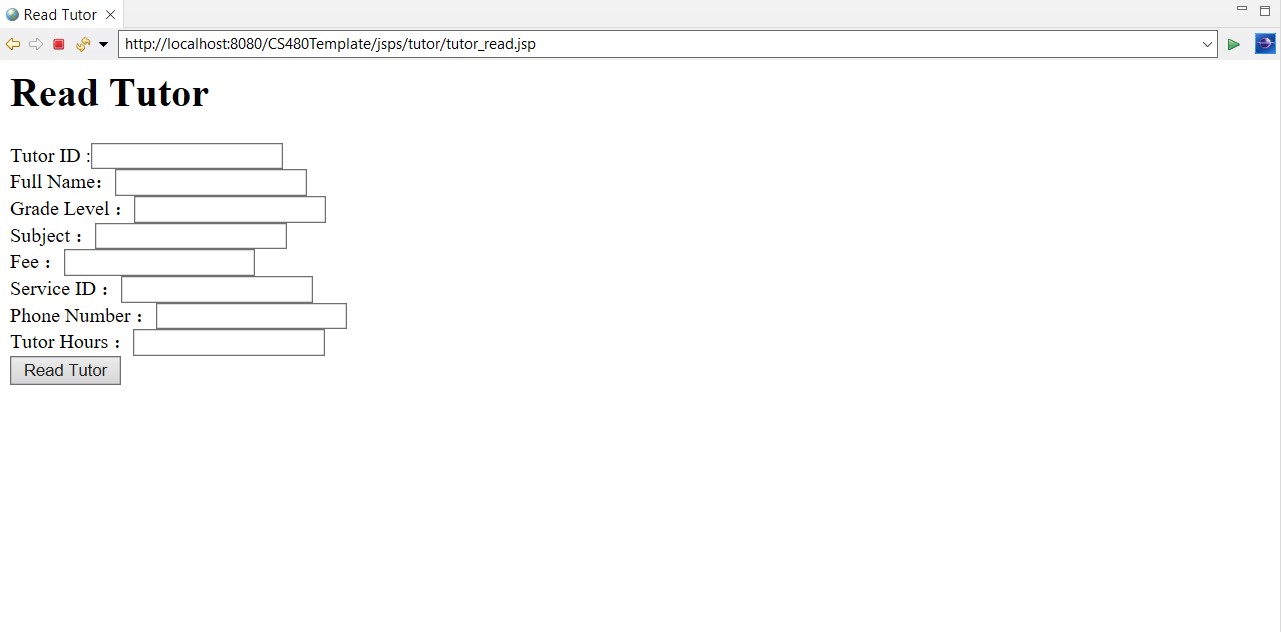 Read Tutor
http://localhost:8080/CS480Template/jsps/tutor/tutor_read.jsp
Read Tutor
Tutor ID :
Full Name：
Grade Level ：
Subject ：
Fee ：
Service ID ：
Phone Number ：
Tutor Hours ：
Read Tutor